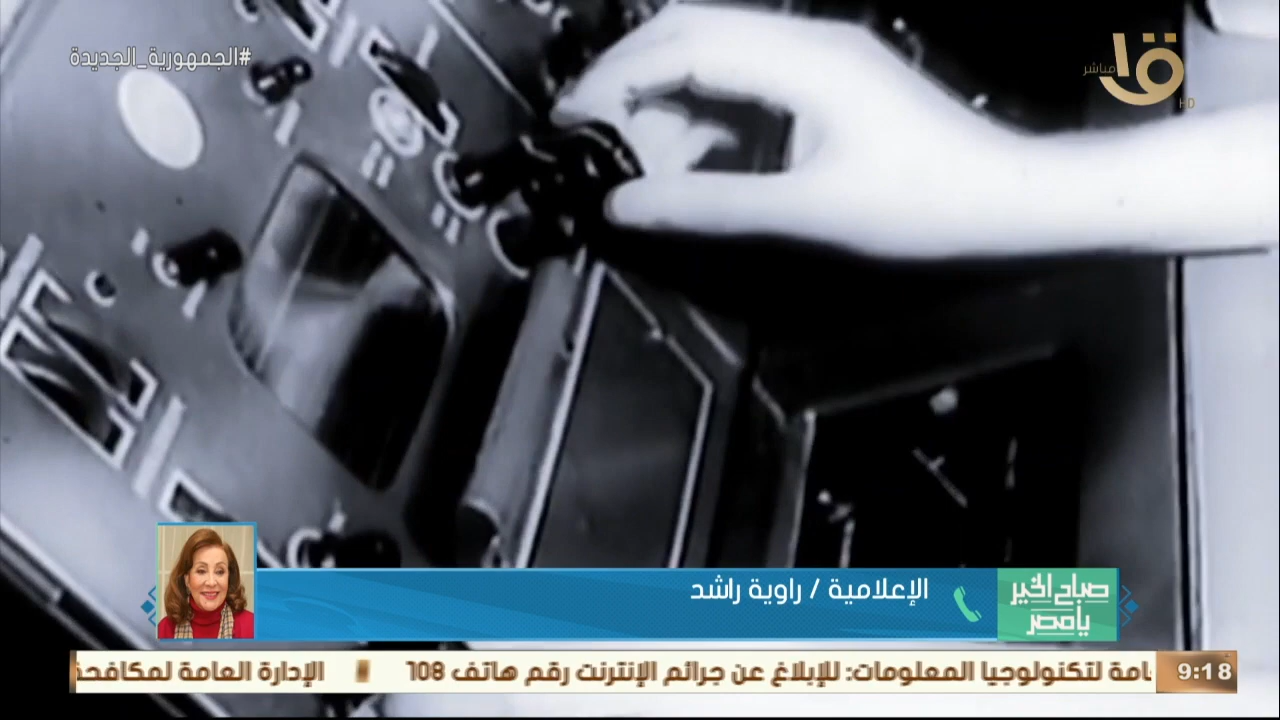 #الجمهورية_الجديدة
مباشر
HD
الإعلامية / راوية راشد
صباح الخير
يا مصر
9:18
امة لتكنولوجيا المعلومات: للإبلاغ عن جرائم الإنترنت رقم هاتف 108
الإدارة العامة لمكافحة